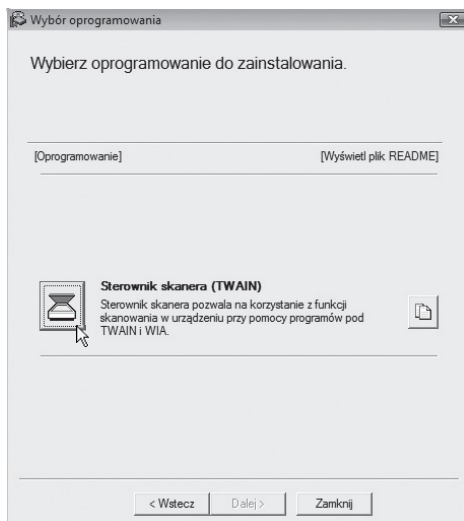 Wybór oprogramowania
Wybierz oprogramowanie do zainstalowania.
[Oprogramowanie] [Wyświetl plik README]
Sterownik skanera (TWAIN)
Sterownik skanera pozwala na korzystanie z funkcji
skanowania w urządzeniu przy pomocy programów pod
TWAIN i WIA.
< Wstecz Dalej > Zamknij